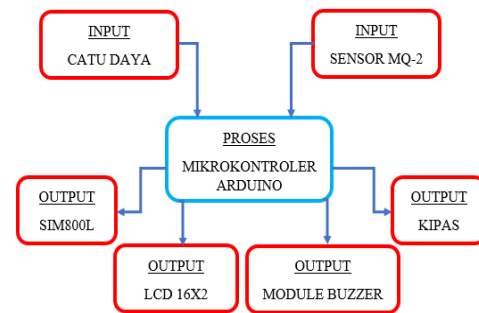 INPUT
CATU DAYA
INPUT
SENSOR MQ-2
PROSES
MIKROKONTROLER
ARDUINO
OUTPUT
SIM800L
OUTPUT
KIPAS
OUTPUT
LCD 16X2
OUTPUT
MODULE BUZZER